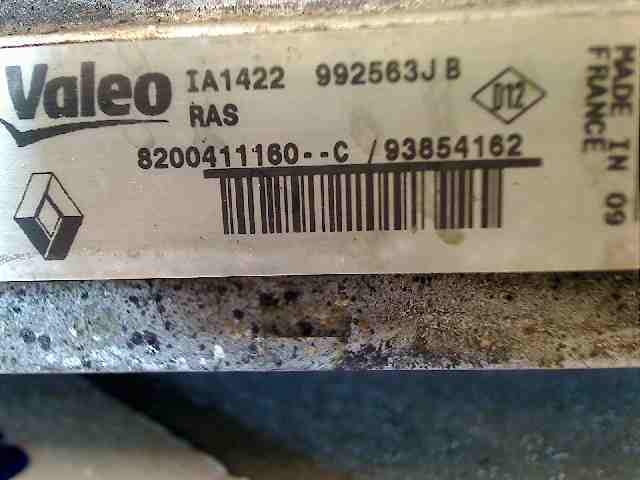 Valeo IA1422 992563J B D12
RAS
8200411160--C / 93854162
MADE IN 09
FRANCE